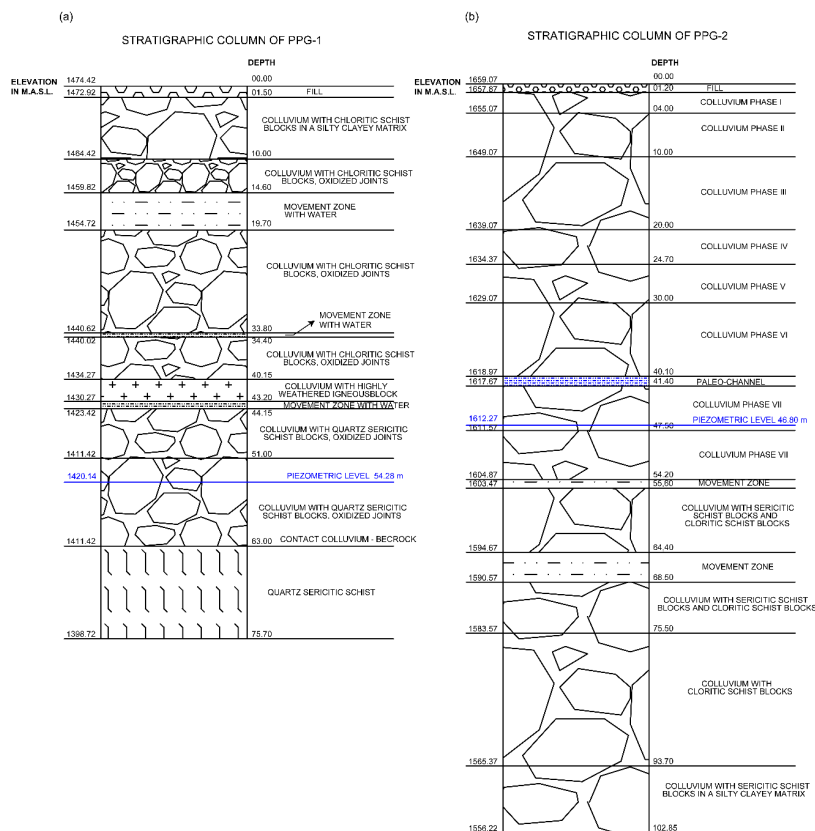 (a)
STRATIGRAPHIC COLUMN OF PPG-1
DEPTH
ELEVATION
IN M.A.S.L.
1474.42
00.00
1472.92
01.50
FILL
COLLUVIUM WITH CHLORITIC SCHIST
BLOCKS IN A SILTY CLAYEY MATRIX
1484.42
10.00
COLLUVIUM WITH CHLORITIC SCHIST
BLOCKS, OXIDIZED JOINTS
1459.82
14.60
MOVEMENT ZONE
WITH WATER
1454.72
19.70
COLLUVIUM WITH CHLORITIC SCHIST
BLOCKS, OXIDIZED JOINTS
MOVEMENT ZONE
WITH WATER
1440.62
33.80
1440.02
34.40
COLLUVIUM WITH CHLORITIC SCHIST
BLOCKS, OXIDIZED JOINTS
1434.27
40.15
COLLUVIUM WITH HIGHLY
WEATHERED IGNEOUSBLOCK
1430.27
43.20
MOVEMENT ZONE WITH WATER
1423.42
44.15
COLLUVIUM WITH QUARTZ SERICITIC
SCHIST BLOCKS, OXIDIZED JOINTS
1411.42
51.00
1420.14
PIEZOMETRIC LEVEL 54.28 m
COLLUVIUM WITH QUARTZ SERICITIC
SCHIST BLOCKS, OXIDIZED JOINTS
1411.42
63.00
CONTACT COLLUVIUM - BECROCK
QUARTZ SERICITIC SCHIST
1398.72
75.70
(b)
STRATIGRAPHIC COLUMN OF PPG-2
DEPTH
ELEVATION
IN M.A.S.L.
1659.07
00.00
1657.87
01.20
FILL
COLLUVIUM PHASE I
1655.07
04.00
COLLUVIUM PHASE II
1649.07
10.00
COLLUVIUM PHASE III
1639.07
20.00
COLLUVIUM PHASE IV
1634.37
24.70
COLLUVIUM PHASE V
1629.07
30.00
COLLUVIUM PHASE VI
1618.97
40.10
1617.67
41.40
PALEO-CHANNEL
COLLUVIUM PHASE VII
1612.27
PIEZOMETRIC LEVEL 46.80 m
1611.57
47.50
COLLUVIUM PHASE VII
1604.87
54.20
1603.47
55.60
MOVEMENT ZONE
COLLUVIUM WITH SERICITIC
SCHIST BLOCKS AND
CLORITIC SCHIST BLOCKS
1594.67
64.40
MOVEMENT ZONE
1590.57
68.50
COLLUVIUM WITH SERICITIC SCHIST
BLOCKS AND CLORITIC SCHIST BLOCKS
1583.57
75.50
COLLUVIUM WITH
CLORITIC SCHIST BLOCKS
1565.37
93.70
COLLUVIUM WITH SERICITIC SCHIST
BLOCKS IN A SILTY CLAYEY MATRIX
1556.22
102.85